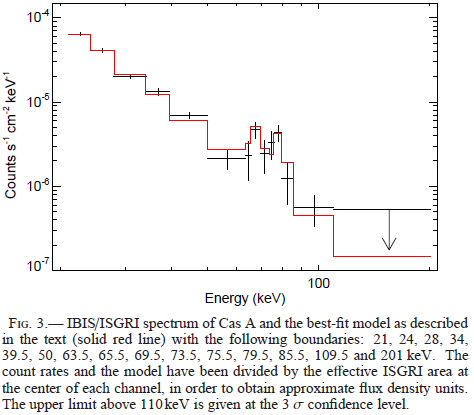 10⁻⁴
10⁻⁵
10⁻⁶
10⁻⁷
Counts s⁻¹ cm⁻² keV⁻¹
100
Energy (keV)
FIG. 3.— IBIS/ISGRI spectrum of Cas A and the best-fit model as described
in the text (solid red line) with the following boundaries: 21, 24, 28, 34,
39.5, 50, 63.5, 65.5, 69.5, 73.5, 75.5, 79.5, 85.5, 109.5 and 201 keV. The
count rates and the model have been divided by the effective ISGRI area at
the center of each channel, in order to obtain approximate flux density units.
The upper limit above 110 keV is given at the 3 σ confidence level.